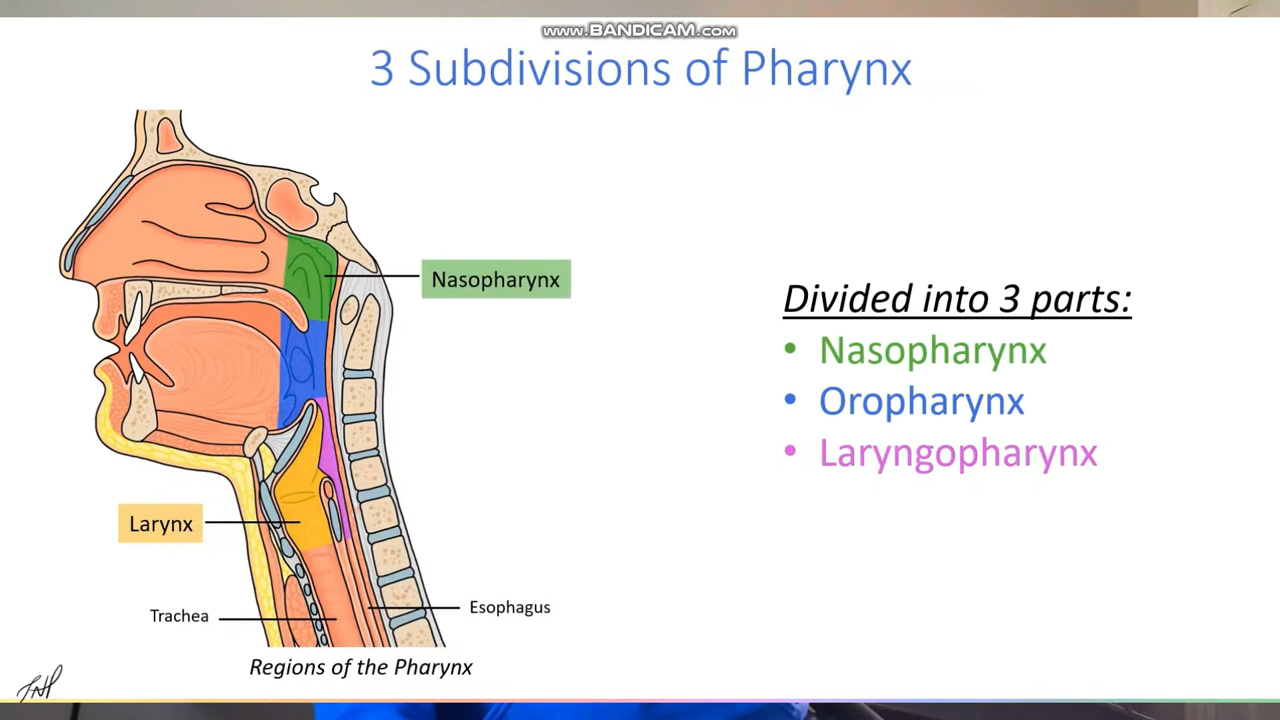 www.BANDICAM.com
3 Subdivisions of Pharynx
Nasopharynx
Larynx
Trachea
Esophagus
Regions of the Pharynx
Divided into 3 parts:
• Nasopharynx
• Oropharynx
• Laryngopharynx